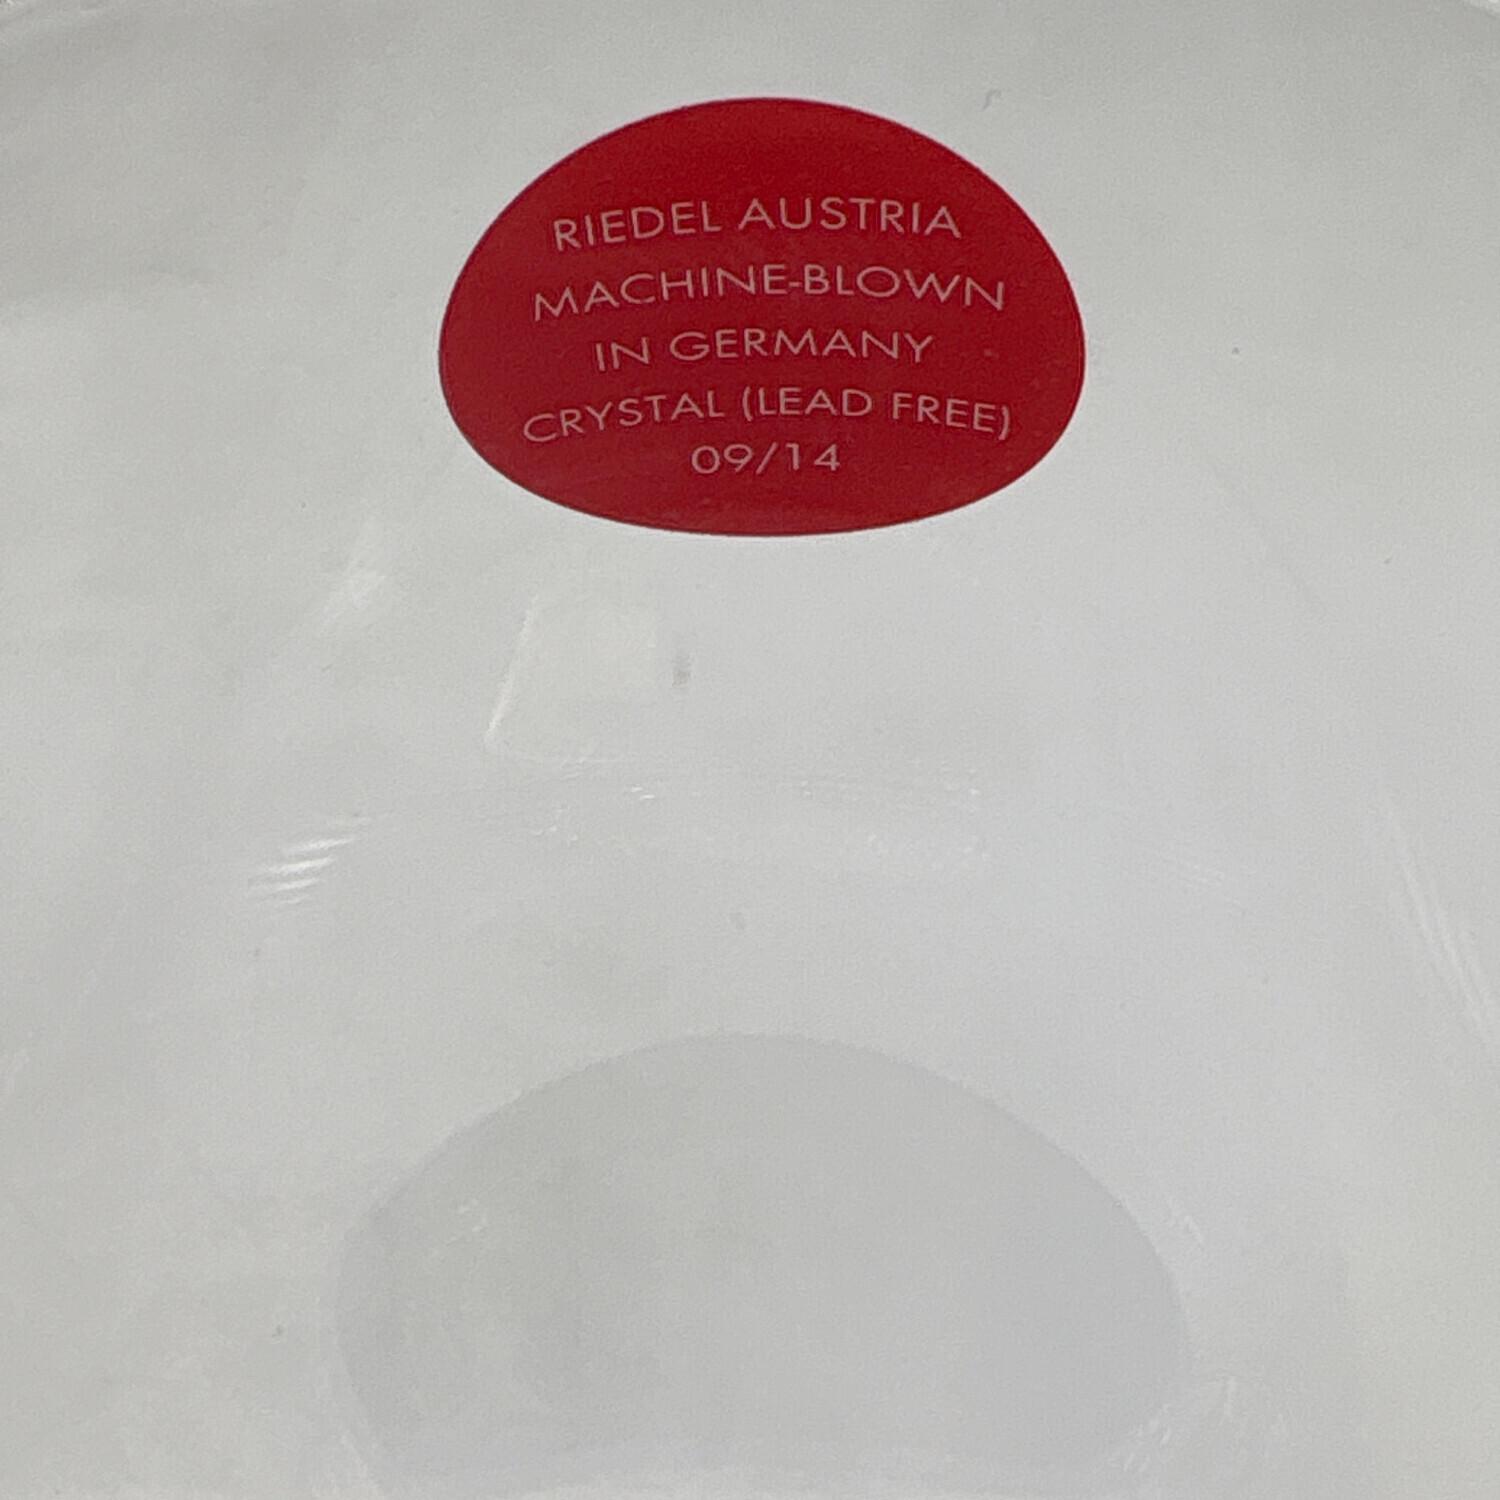 RIEDEL AUSTRIA
MACHINE-BLOWN
IN GERMANY
CRYSTAL (LEAD FREE)
09/14